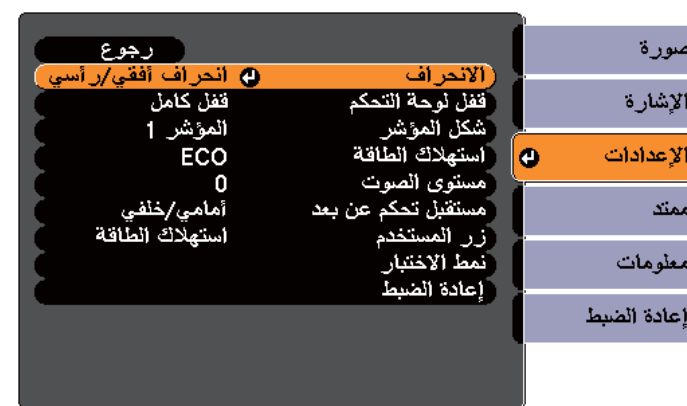 صورة
الإشارة
الإعدادات
ممتد
معلومات
إعادة الضبط
رجوع
الانحراف انحراف أفقي/رأسي
قفل لوحة التحكم قفل كامل
شكل المؤشر المؤشر 1
استهلاك الطاقة ECO
مستوى الصوت 0
مستقبل تحكم عن بعد أمامي/خلفي
زر المستخدم استهلاك الطاقة
نمط الاختبار
إعادة الضبط